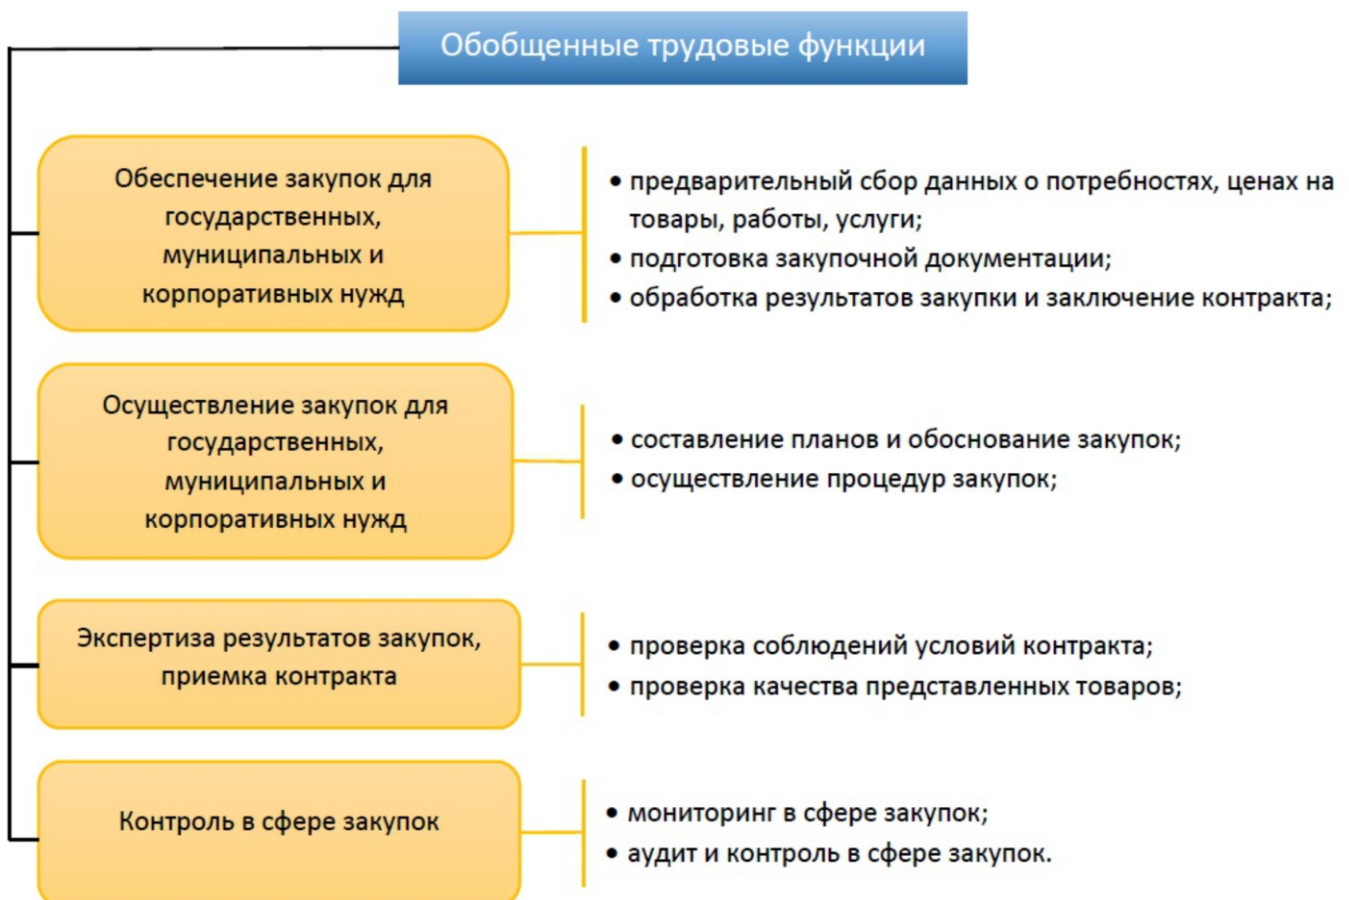 Обобщенные трудовые функции
Обеспечение закупок для
государственных,
муниципальных и
корпоративных нужд
• предварительный сбор данных о потребностях, ценах на
товары, работы, услуги;
• подготовка закупочной документации;
• обработка результатов закупки и заключение контракта;
Осуществление закупок для
государственных,
муниципальных и
корпоративных нужд
• составление планов и обоснование закупок;
• осуществление процедур закупок;
Экспертиза результатов закупок,
приемка контракта
• проверка соблюдений условий контракта;
• проверка качества представленных товаров;
Контроль в сфере закупок
• мониторинг в сфере закупок;
• аудит и контроль в сфере закупок.